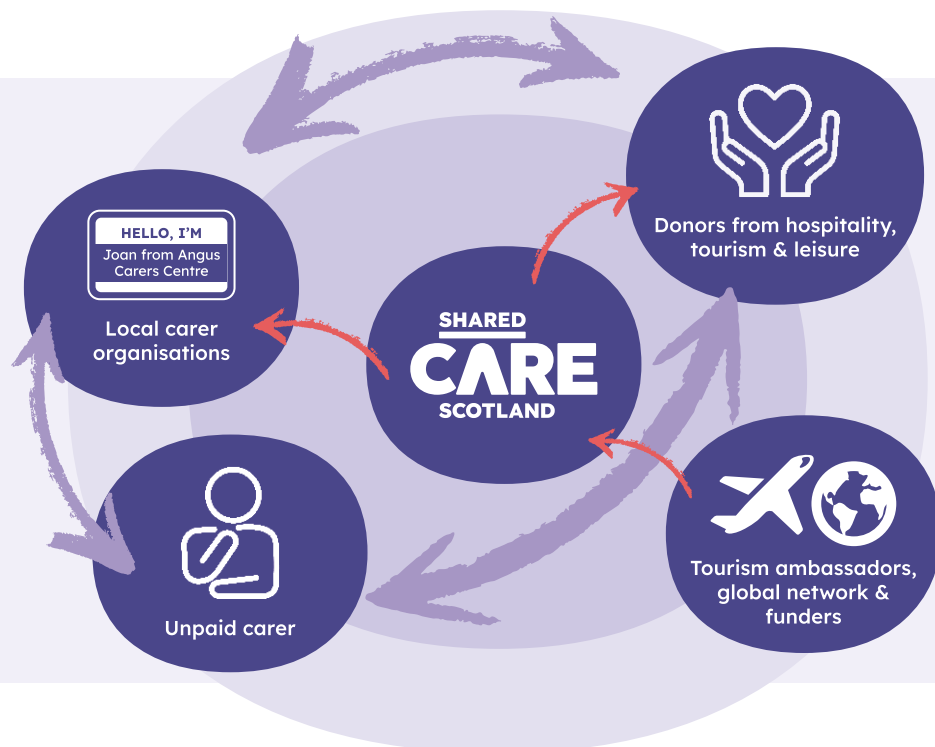 HELLO, I'M
Joan from Angus
Carers Centre
Local carer
organisations
Donors from hospitality,
tourism & leisure
SHARED
CARE
SCOTLAND
Unpaid carer
Tourism ambassadors,
global network &
funders